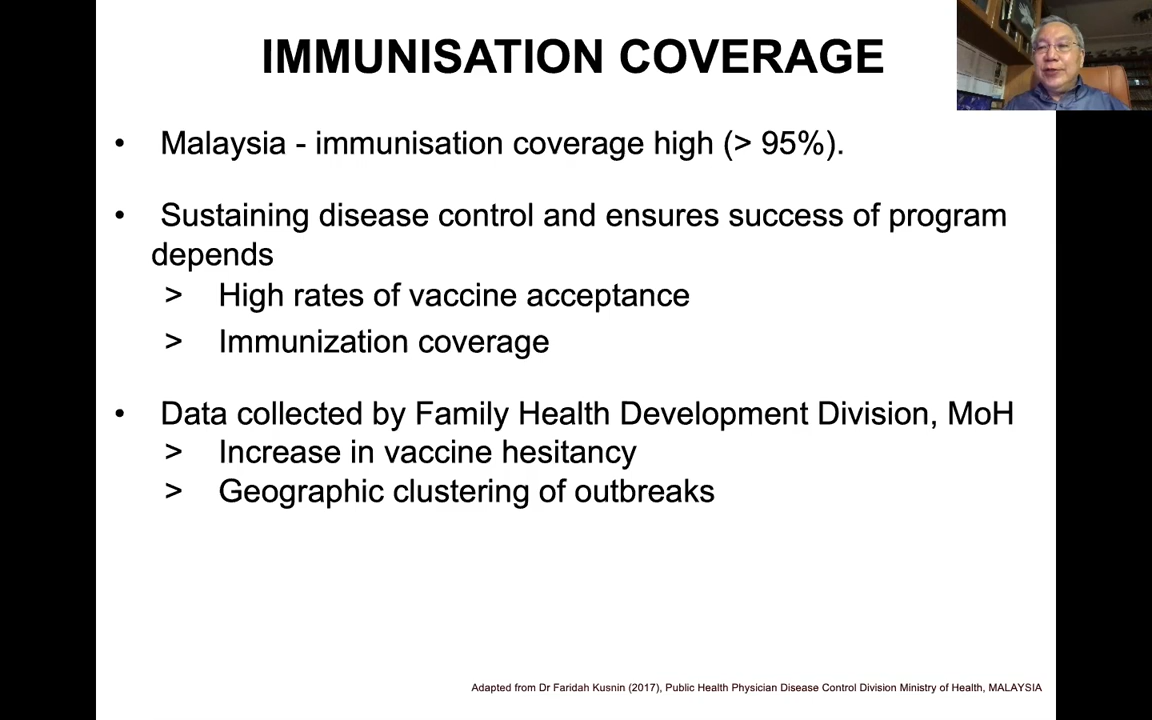 IMMUNISATION COVERAGE
• Malaysia - immunisation coverage high (> 95%).
• Sustaining disease control and ensures success of program
depends
> High rates of vaccine acceptance
> Immunization coverage
• Data collected by Family Health Development Division, MoH
> Increase in vaccine hesitancy
> Geographic clustering of outbreaks
Adapted from Dr Faridah Kusnin (2017), Public Health Physician Disease Control Division Ministry of Health, MALAYSIA